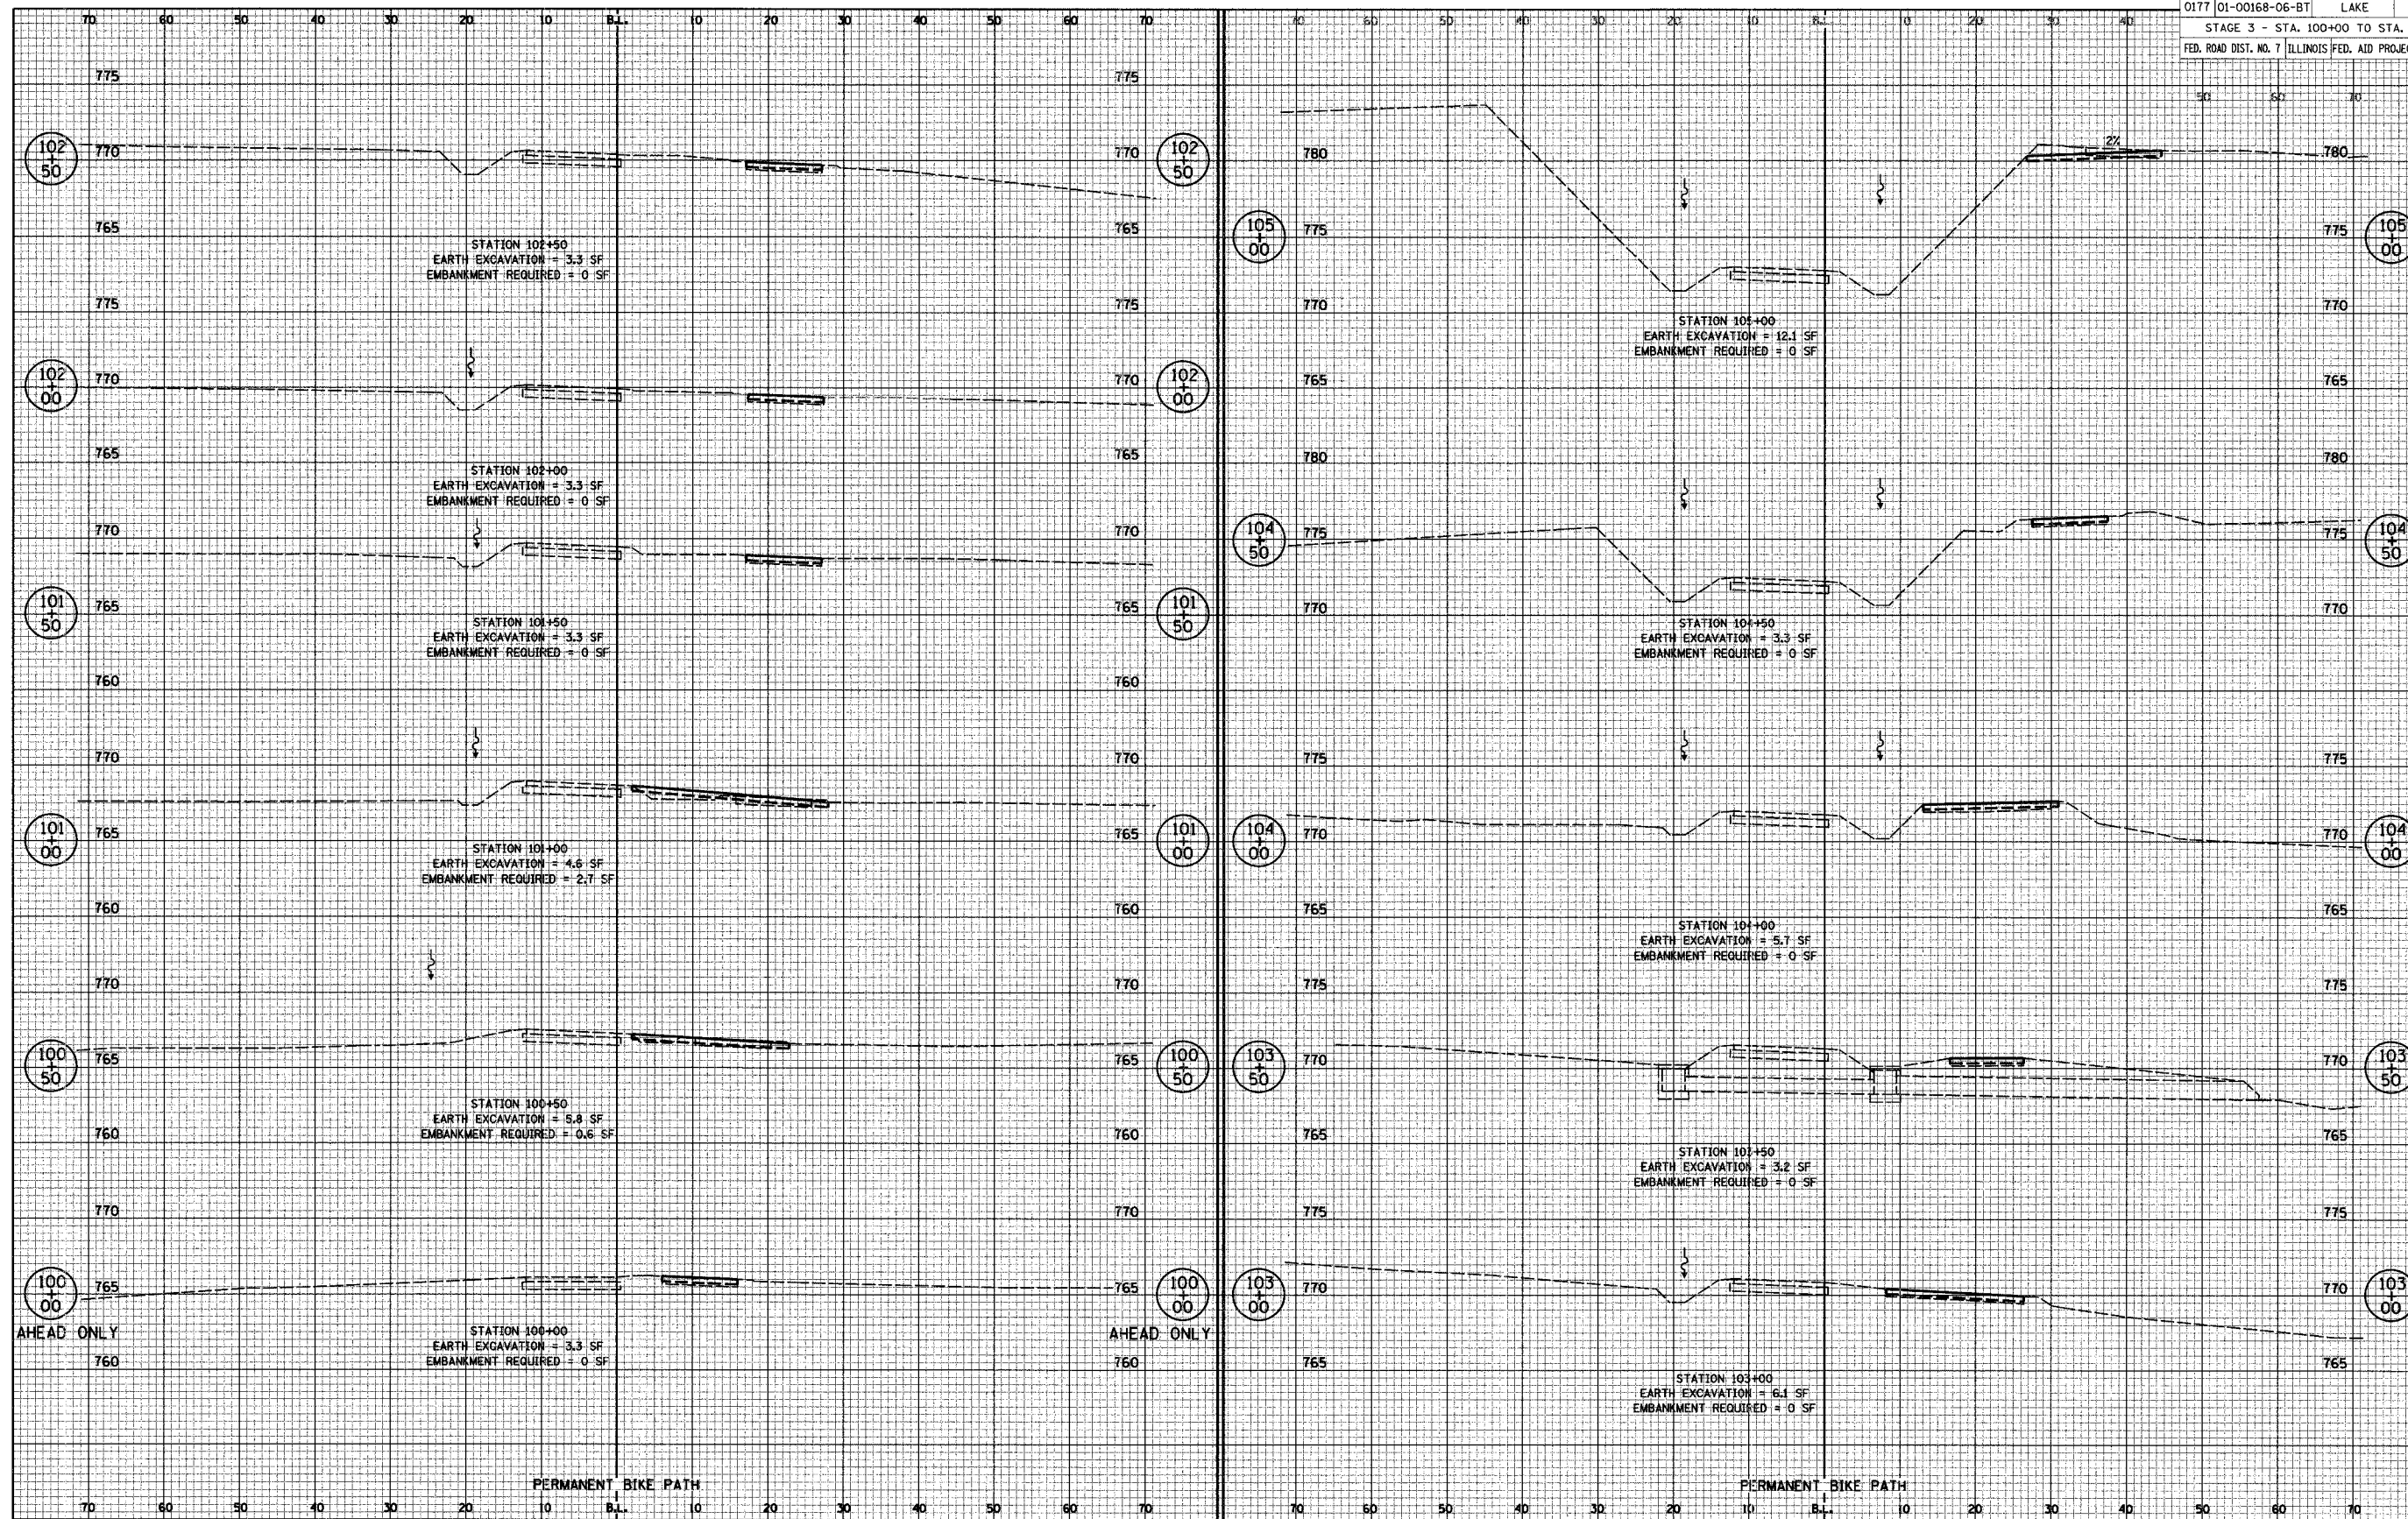 0177 01-00168-06-BT LAKE
STAGE 3 - STA. 100+00 TO STA.
FED. ROAD DIST. NO. 7 ILLINOIS FED. AID
70 60 50 40 30 20 10 B.L. 10 20 30 40 50 60 70
775 775
102+50 770 770 102+50
765 765
STATION 102+50
EARTH EXCAVATION = 3.3 SF
EMBANKMENT REQUIRED = 0 SF
775 775
102+00 770 770 102+00
765 765
STATION 102+00
EARTH EXCAVATION = 3.3 SF
EMBANKMENT REQUIRED = 0 SF
770 770
101+50 765 765 101+50
STATION 101+50
EARTH EXCAVATION = 3.3 SF
EMBANKMENT REQUIRED = 0 SF
760 760
770 770
101+00 765 765 101+00
STATION 101+00
EARTH EXCAVATION = 4.6 SF
EMBANKMENT REQUIRED = 2.7 SF
760 760
770 770
100+50 765 765 100+50
STATION 100+50
EARTH EXCAVATION = 5.8 SF
EMBANKMENT REQUIRED = 0.6 SF
760 760
770 770
100+00 765 765 100+00
AHEAD ONLY AHEAD ONLY
STATION 100+00
EARTH EXCAVATION = 3.3 SF
EMBANKMENT REQUIRED = 0 SF
760 760
PERMANENT BIKE PATH
70 60 50 40 30 20 10 B.L. 10 20 30 40 50 60 70
70 60 50 40 30 20 10 B.L. 10 20 30 40
50 60 70
2%
780 780
105+00 775 775 105+00
770 770
STATION 105+00
EARTH EXCAVATION = 12.1 SF
EMBANKMENT REQUIRED = 0 SF
765 765
780 780
104+50 775 775 104+50
770 770
STATION 104+50
EARTH EXCAVATION = 3.3 SF
EMBANKMENT REQUIRED = 0 SF
775 775
104+00 770 770 104+00
765 765
STATION 104+00
EARTH EXCAVATION = 5.7 SF
EMBANKMENT REQUIRED = 0 SF
775 775
103+50 770 770 103+50
765 765
STATION 103+50
EARTH EXCAVATION = 3.2 SF
EMBANKMENT REQUIRED = 0 SF
775 775
103+00 770 770 103+00
765 765
STATION 103+00
EARTH EXCAVATION = 6.1 SF
EMBANKMENT REQUIRED = 0 SF
PERMANENT BIKE PATH
70 60 50 40 30 20 10 B.L. 10 20 30 40 50 60 70